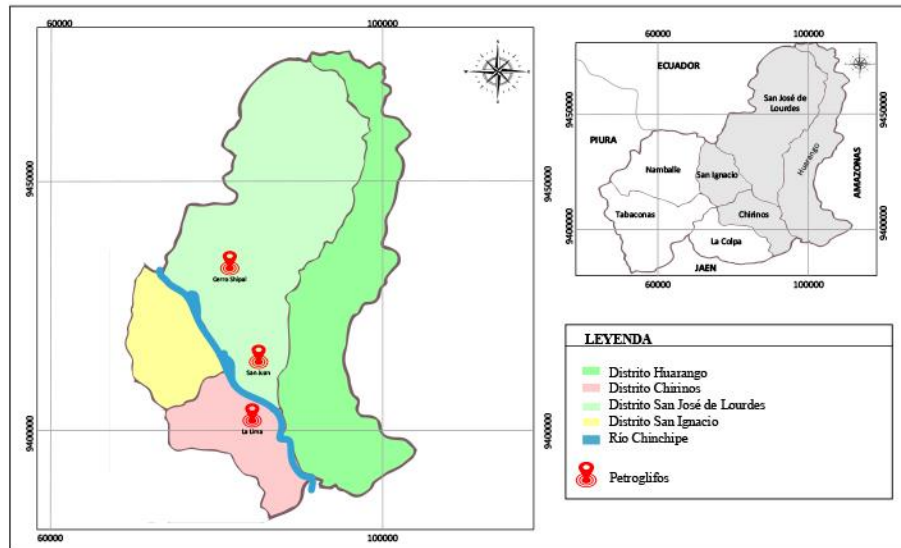 60000
100000
9450000
9450000
9400000
9400000
Cerro Shipal
San Juan
La Lima
60000
100000
60000
100000
ECUADOR
San José de
Lourdes
9450000
9450000
PIURA
Namballe
San Ignacio
Huarango
AMAZONAS
Tabaconas
Chirinos
La Colpa
9400000
9400000
JAEN
60000
100000
LEYENDA
Distrito Huarango
Distrito Chirinos
Distrito San José de Lourdes
Distrito San Ignacio
Río Chinchipe
Petroglifos